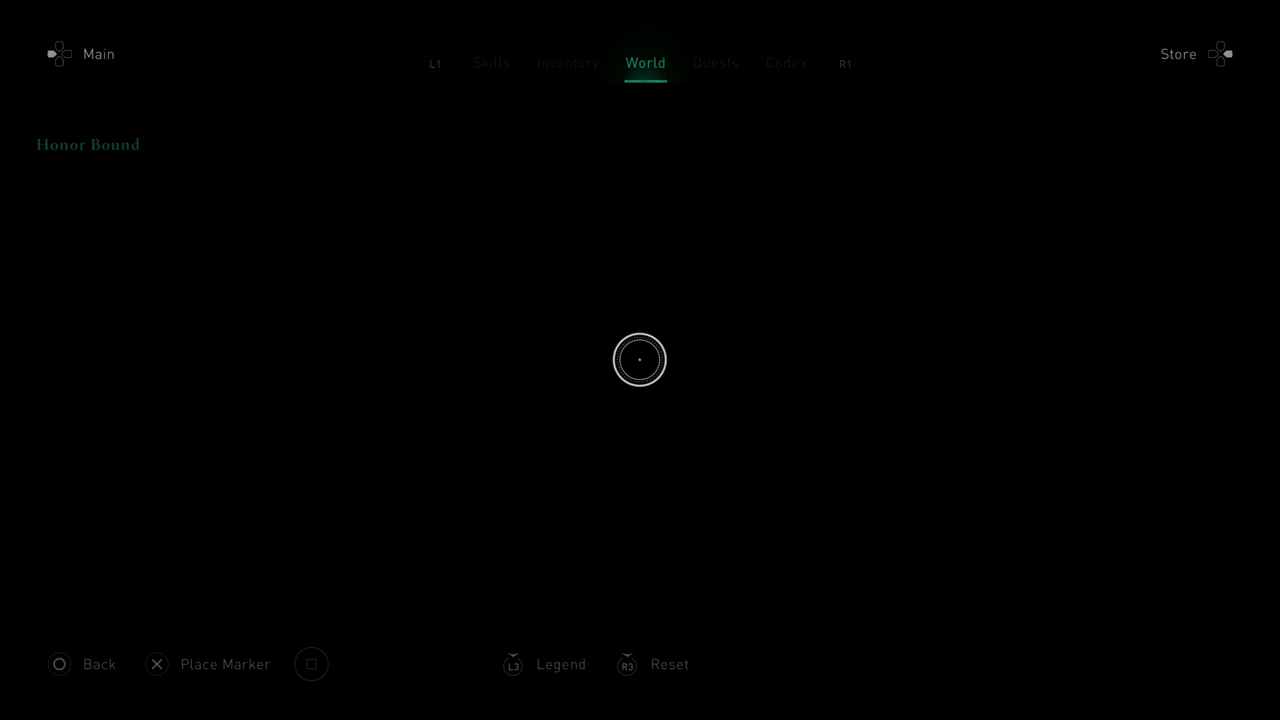 Main
L1 Skills Inventory World Quests Codex R1
Store
Honor Bound
Back Place Marker L3 Legend R3 Reset